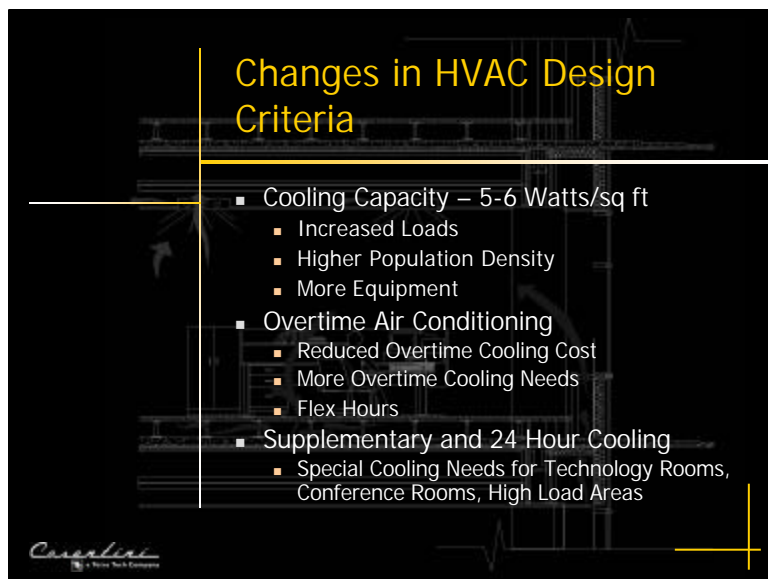 Changes in HVAC Design
Criteria
Cooling Capacity – 5-6 Watts/sq ft
Increased Loads
Higher Population Density
More Equipment
Overtime Air Conditioning
Reduced Overtime Cooling Cost
More Overtime Cooling Needs
Flex Hours
Supplementary and 24 Hour Cooling
Special Cooling Needs for Technology Rooms,
Conference Rooms, High Load Areas